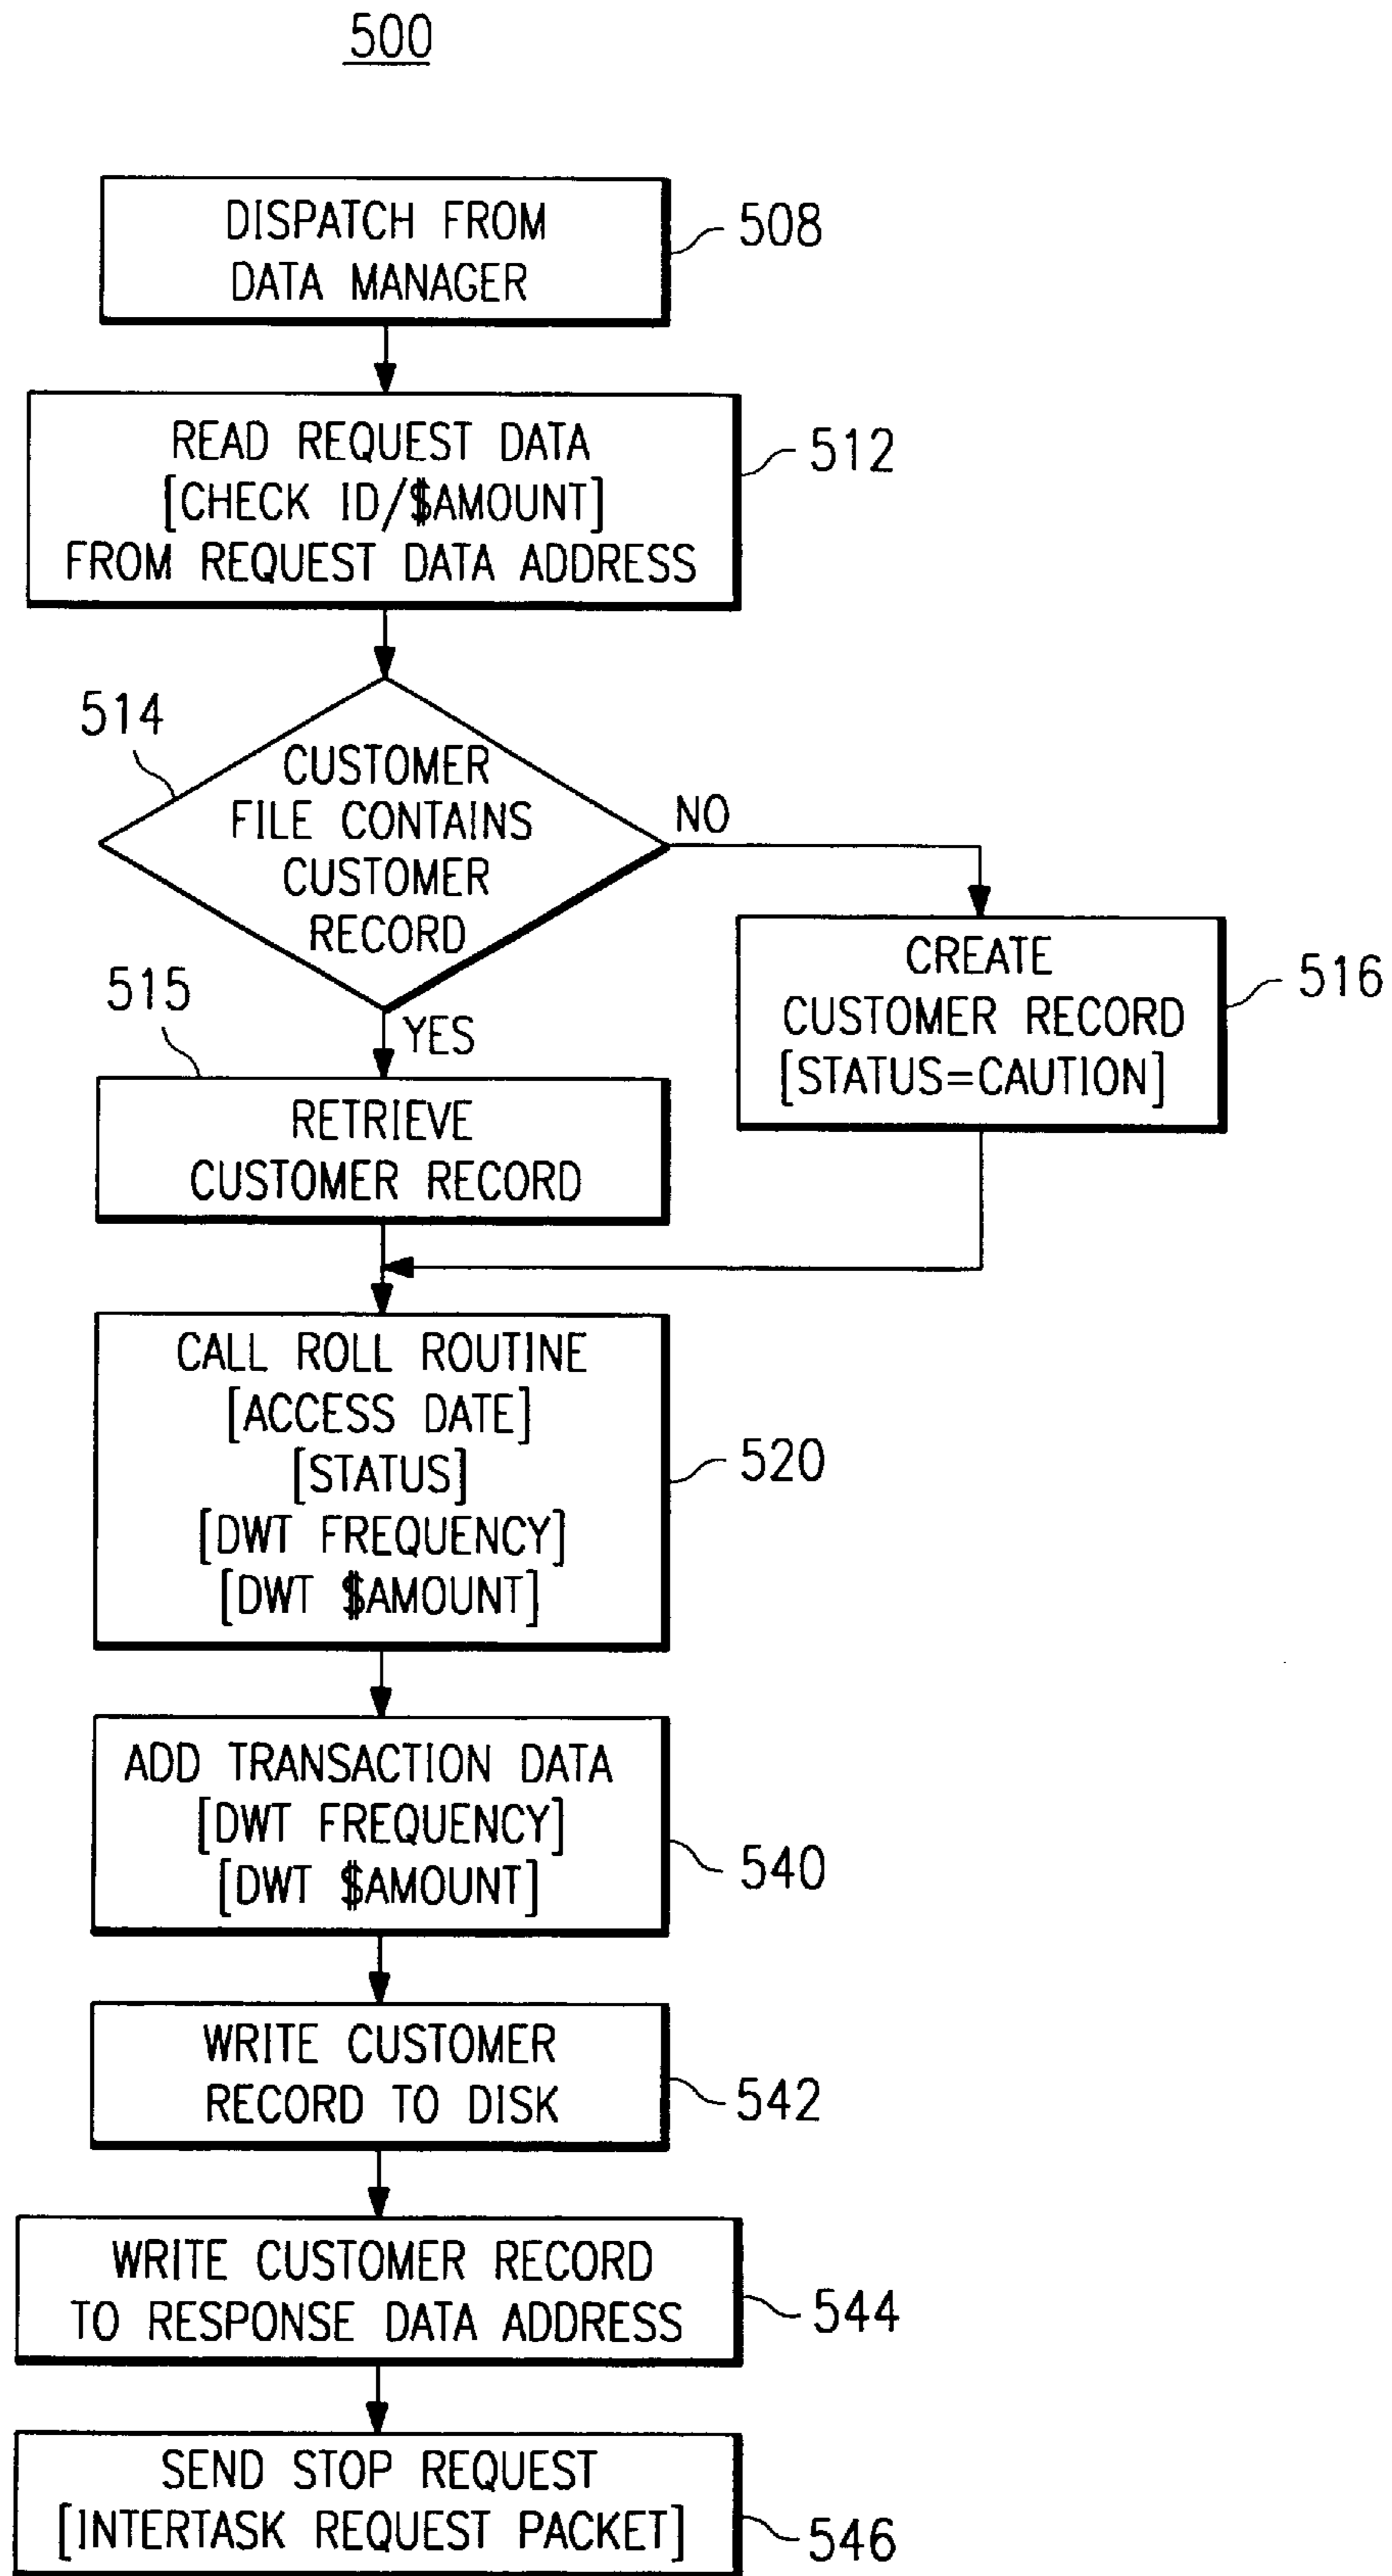 500
DISPATCH FROM
DATA MANAGER
508
READ REQUEST DATA
[CHECK ID/$AMOUNT]
FROM REQUEST DATA ADDRESS
512
514
CUSTOMER
FILE CONTAINS
CUSTOMER
RECORD
NO
YES
CREATE
CUSTOMER RECORD
[STATUS=CAUTION]
516
515
RETRIEVE
CUSTOMER RECORD
CALL ROLL ROUTINE
[ACCESS DATE]
[STATUS]
[DWT FREQUENCY]
[DWT $AMOUNT]
520
ADD TRANSACTION DATA
[DWT FREQUENCY]
[DWT $AMOUNT]
540
WRITE CUSTOMER
RECORD TO DISK
542
WRITE CUSTOMER RECORD
TO RESPONSE DATA ADDRESS
544
SEND STOP REQUEST
[INTERTASK REQUEST PACKET]
546